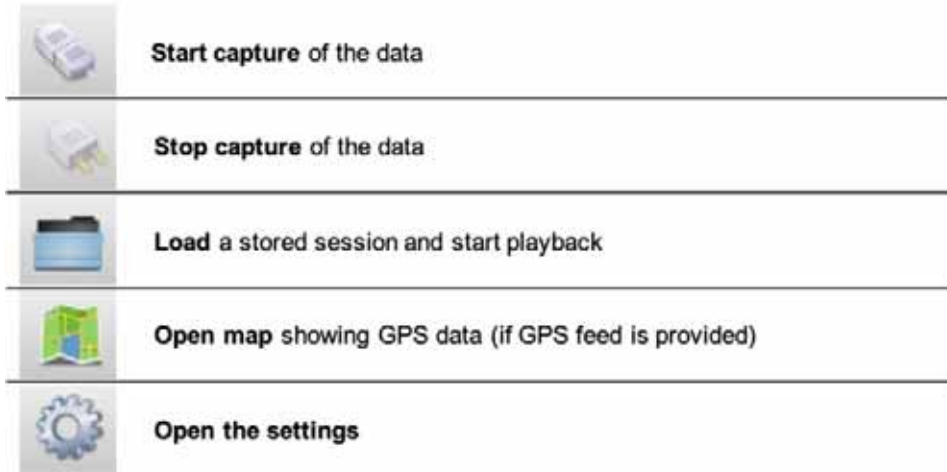 Start capture of the data
Stop capture of the data
Load a stored session and start playback
Open map showing GPS data (if GPS feed is provided)
Open the settings